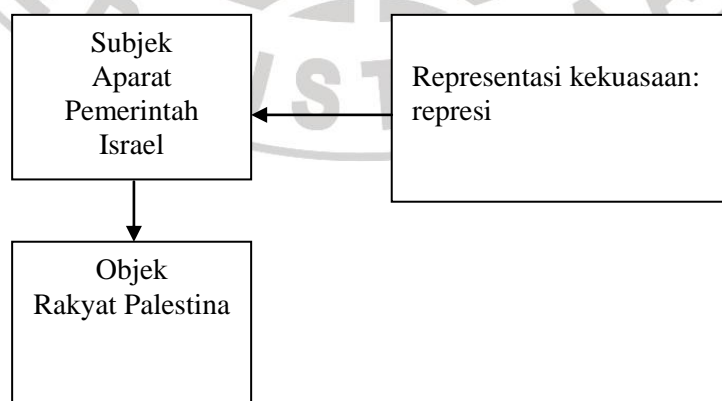 Subjek
Aparat
Pemerintah
Israel
Representasi kekuasaan:
represi
Objek
Rakyat Palestina